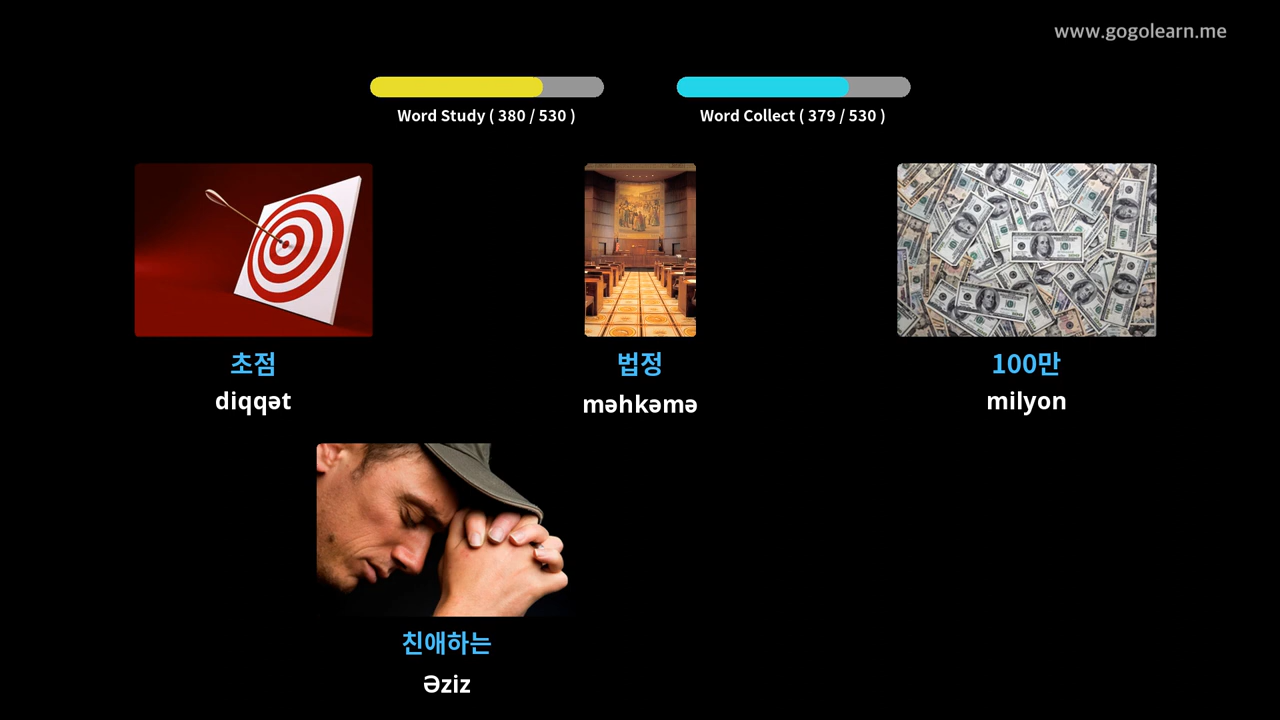 www.gogolearn.me
Word Study ( 380 / 530 )
Word Collect ( 379 / 530 )
초점
diqqət
법정
məhkəmə
100만
milyon
친애하는
Əziz